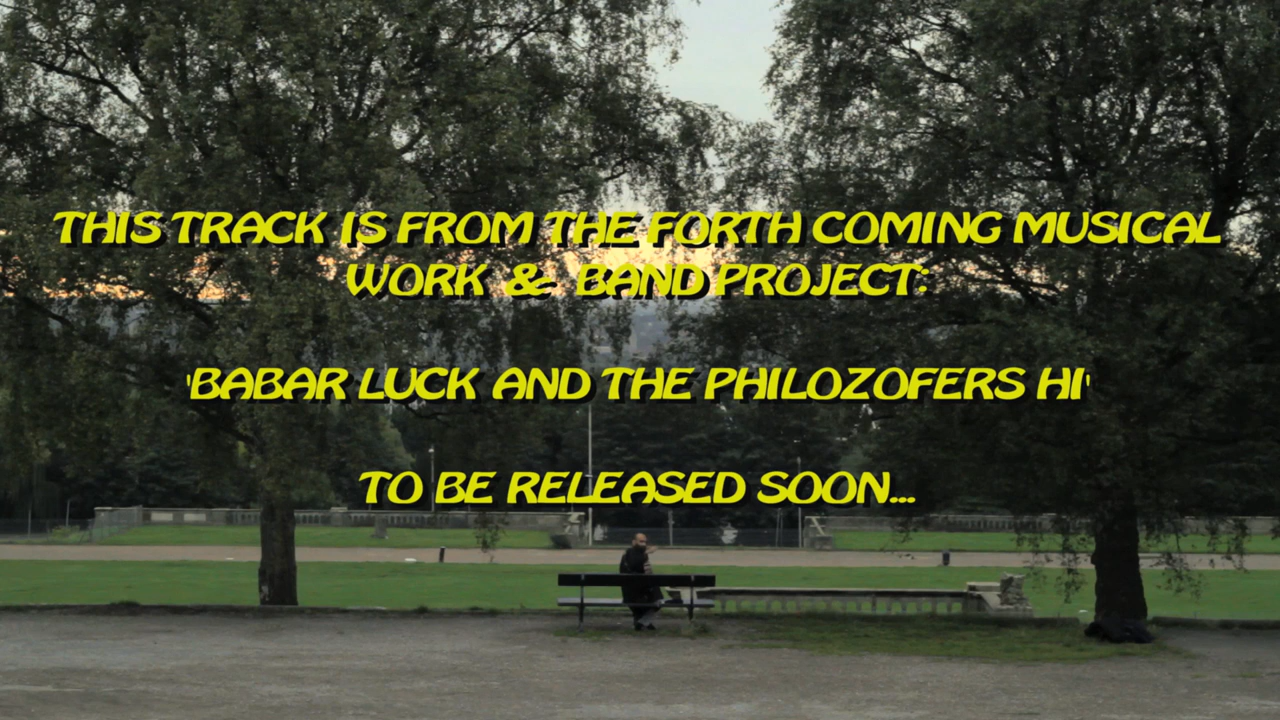 THIS TRACK IS FROM THE FORTH COMING MUSICAL
WORK & BAND PROJECT:
'BABAR LUCK AND THE PHILOZOFERS HI'
TO BE RELEASED SOON...